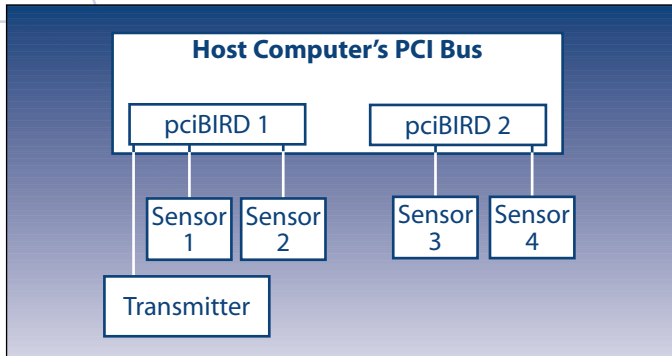 Host Computer's PCI Bus
pciBIRD 1
pciBIRD 2
Sensor
1
Sensor
2
Sensor
3
Sensor
4
Transmitter